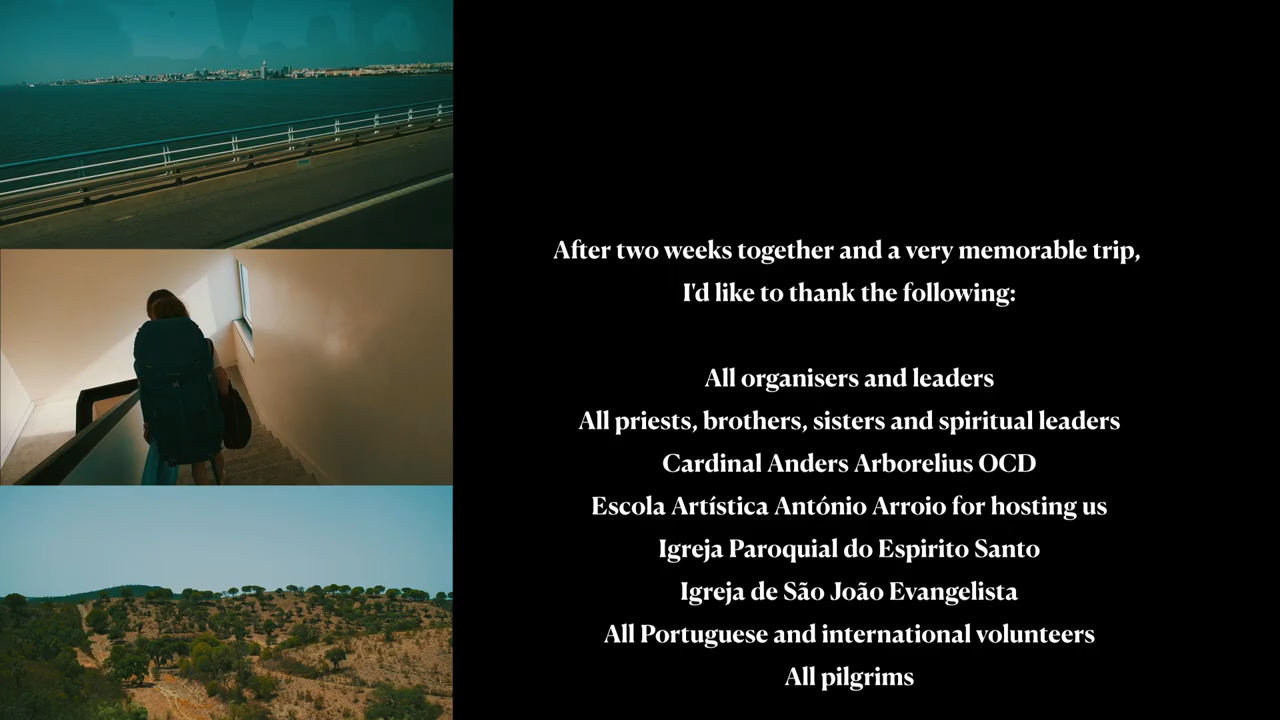 After two weeks together and a very memorable trip,
I'd like to thank the following:
All organisers and leaders
All priests, brothers, sisters and spiritual leaders
Cardinal Anders Arborelius OCD
Escola Artística António Arroio for hosting us
Igreja Paroquial do Espirito Santo
Igreja de São João Evangelista
All Portuguese and international volunteers
All pilgrims